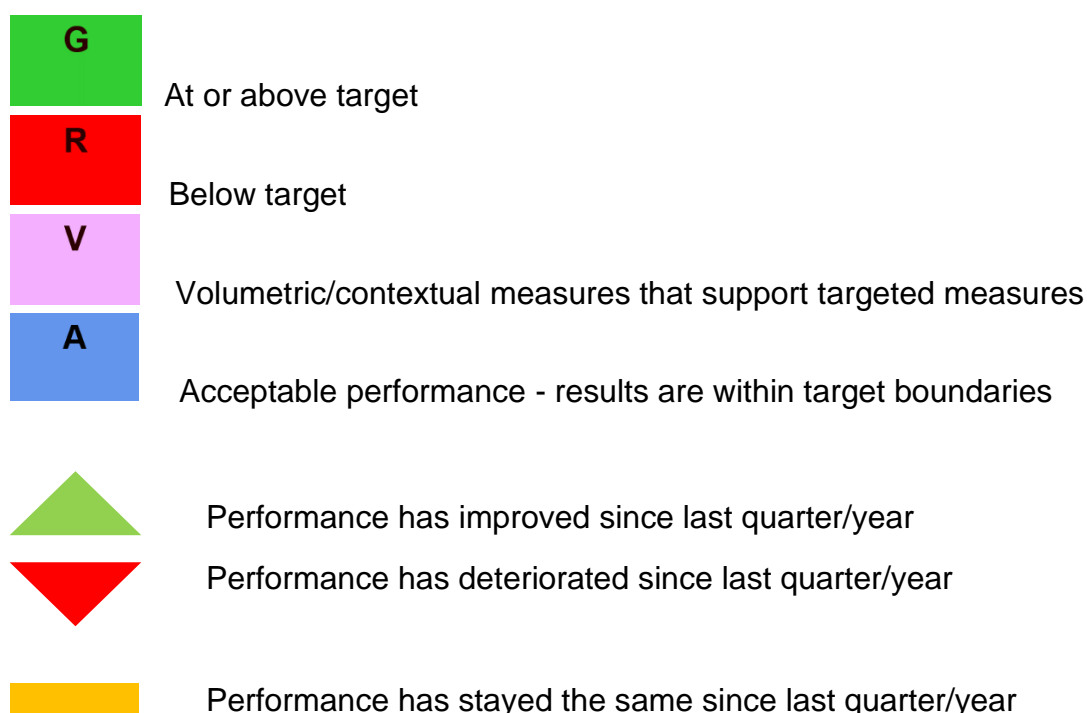 G
At or above target
R
Below target
V
Volumetric/contextual measures that support targeted measures
A
Acceptable performance - results are within target boundaries
Performance has improved since last quarter/year
Performance has deteriorated since last quarter/year
Performance has stayed the same since last quarter/year